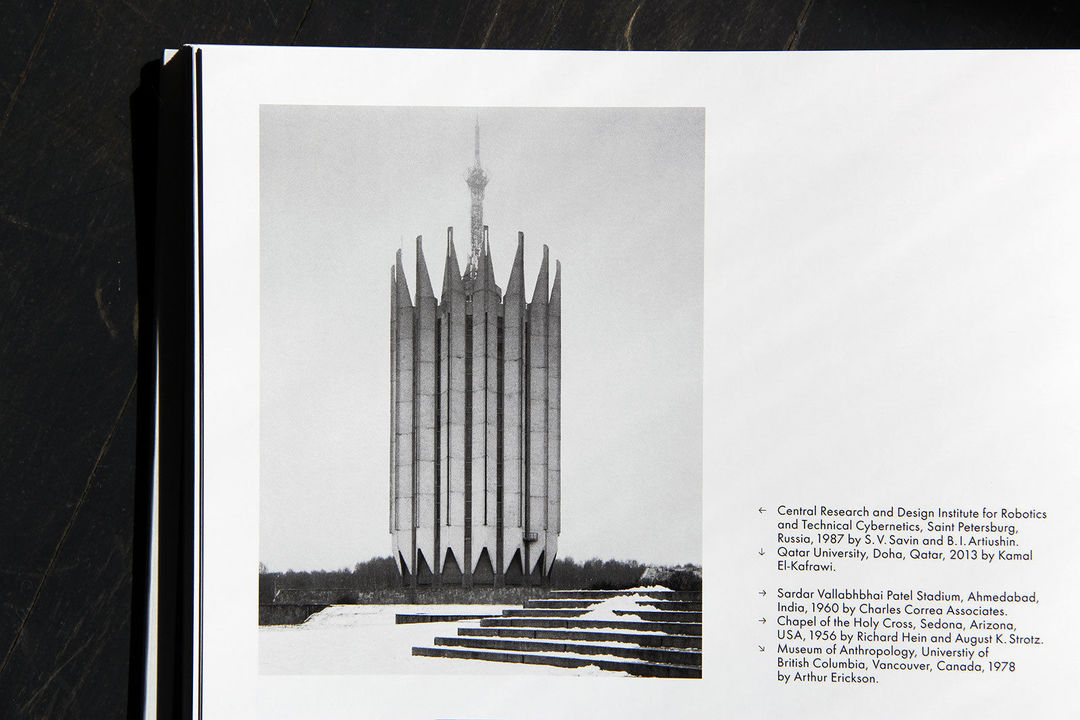 ← Central Research and Design Institute for Robotics
and Technical Cybernetics, Saint Petersburg,
Russia, 1987 by S. V. Savin and B. I. Artiushin.
↓ Qatar University, Doha, Qatar, 2013 by Kamal
El-Kafrawi.
→ Sardar Vallabhbhai Patel Stadium, Ahmedabad,
India, 1960 by Charles Correa Associates.
→ Chapel of the Holy Cross, Sedona, Arizona,
USA, 1956 by Richard Hein and August K. Strotz.
↘ Museum of Anthropology, Universtiy of
British Columbia, Vancouver, Canada, 1978
by Arthur Erickson.